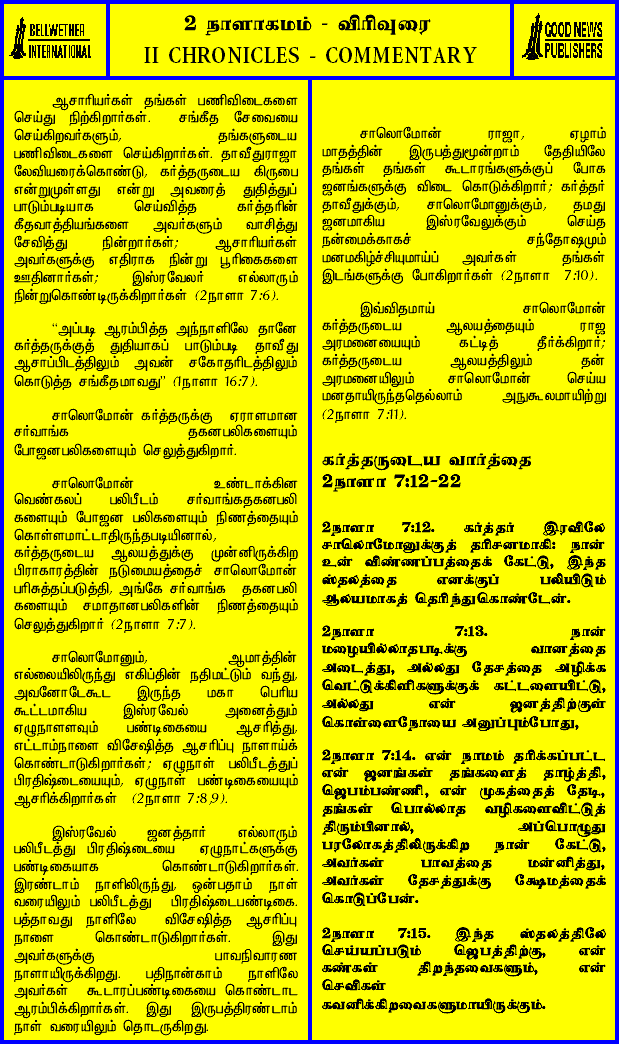 BELLWETHER
INTERNATIONAL
2 நாளாகமம் - விரிவுரை
II CHRONICLES - COMMENTARY
GOOD NEWS
PUBLISHERS
ஆசாரியர்கள் தங்கள் பணிவிடைகளை
செய்து நிற்கிறார்கள். சங்கீத சேவையை
செய்கிறவர்களும், தங்களுடைய
பணிவிடைகளை செய்கிறார்கள். தாவீதுராஜா
லேவியரைக்கொண்டு, கர்த்தருடைய கிருபை
என்றுமுள்ளது என்று அவரைத் துதித்துப்
பாடும்படியாக செய்வித்த கர்த்தரின்
கீதவாத்தியங்களை அவர்களும் வாசித்து
சேவித்து நின்றார்கள்; ஆசாரியர்கள்
அவர்களுக்கு எதிராக நின்று பூரிகைகளை
ஊதினார்கள்; இஸ்ரவேலர் எல்லாரும்
நின்றுகொண்டிருக்கிறார்கள் (2நாளா 7:6).
“அப்படி ஆரம்பித்த அந்நாளிலே தானே
கர்த்தருக்குத் துதியாகப் பாடும்படி தாவீது
ஆசாப்பிடத்திலும் அவன் சகோதரிடத்திலும்
கொடுத்த சங்கீதமாவது” (1நாளா 16:7).
சாலொமோன் கர்த்தருக்கு ஏராளமான
சர்வாங்க தகனபலிகளையும்
போஜனபலிகளையும் செலுத்துகிறார்.
சாலொமோன் உண்டாக்கின
வெண்கலப் பலிபீடம் சர்வாங்கதகனபலி
களையும் போஜன பலிகளையும் நிணத்தையும்
கொள்ளமாட்டாதிருந்தபடியினால்,
கர்த்தருடைய ஆலயத்துக்கு முன்னிருக்கிற
பிராகாரத்தின் நடுமையத்தைச் சாலொமோன்
பரிசுத்தப்படுத்தி, அங்கே சர்வாங்க தகனபலி
களையும் சமாதானபலிகளின் நிணத்தையும்
செலுத்துகிறார் (2நாளா 7:7).
சாலொமோனும், ஆமாத்தின்
எல்லையிலிருந்து எகிப்தின் நதிமட்டும் வந்து,
அவனோடேகூட இருந்த மகா பெரிய
கூட்டமாகிய இஸ்ரவேல் அனைத்தும்
ஏழுநாளளவும் பண்டிகையை ஆசரித்து,
எட்டாம்நாளை விசேஷித்த ஆசரிப்பு நாளாய்க்
கொண்டாடுகிறார்கள்; ஏழுநாள் பலிபீடத்துப்
பிரதிஷ்டையையும், ஏழுநாள் பண்டிகையையும்
ஆசரிக்கிறார்கள் (2நாளா 7:8,9).
இஸ்ரவேல் ஜனத்தார் எல்லாரும்
பலிபீடத்து பிரதிஷ்டையை ஏழுநாட்களுக்கு
பண்டிகையாக கொண்டாடுகிறார்கள்.
இரண்டாம் நாளிலிருந்து, ஒன்பதாம் நாள்
வரையிலும் பலிபீடத்து பிரதிஷ்டைபண்டிகை.
பத்தாவது நாளிலே விசேஷித்த ஆசரிப்பு
நாளை கொண்டாடுகிறார்கள். இது
அவர்களுக்கு பாவநிவாரண
நாளாயிருக்கிறது. பதினான்காம் நாளிலே
அவர்கள் கூடாரப்பண்டிகையை கொண்டாட
ஆரம்பிக்கிறார்கள். இது இருபத்திரண்டாம்
நாள் வரையிலும் தொடருகிறது.
சாலொமோன் ராஜா, ஏழாம்
மாதத்தின் இருபத்துமூன்றாம் தேதியிலே
தங்கள் தங்கள் கூடாரங்களுக்குப் போக
ஜனங்களுக்கு விடை கொடுக்கிறார்; கர்த்தர்
தாவீதுக்கும், சாலொமோனுக்கும், தமது
ஜனமாகிய இஸ்ரவேலுக்கும் செய்த
நன்மைக்காகச் சந்தோஷமும்
மனமகிழ்ச்சியுமாய்ப் அவர்கள் தங்கள்
இடங்களுக்கு போகிறார்கள் (2நாளா 7:10).
இவ்விதமாய் சாலொமோன்
கர்த்தருடைய ஆலயத்தையும் ராஜ
அரமனையையும் கட்டித் தீர்க்கிறார்;
கர்த்தருடைய ஆலயத்திலும் தன்
அரமனையிலும் சாலொமோன் செய்ய
மனதாயிருந்ததெல்லாம் அநுகூலமாயிற்று
(2நாளா 7:11).
கர்த்தருடைய வார்த்தை
2நாளா 7:12-22
2நாளா 7:12. கர்த்தர் இரவிலே
சாலொமோனுக்குத் தரிசனமாகி: நான்
உன் விண்ணப்பத்தைக் கேட்டு, இந்த
ஸ்தலத்தை எனக்குப் பலியிடும்
ஆலயமாகத் தெரிந்துகொண்டேன்.
2நாளா 7:13. நான்
மழையில்லாதபடிக்கு வானத்தை
அடைத்து, அல்லது தேசத்தை அழிக்க
வெட்டுக்கிளிகளுக்குக் கட்டளையிட்டு,
அல்லது என் ஜனத்திற்குள்
கொள்ளைநோயை அனுப்பும்போது,
2நாளா 7:14. என் நாமம் தரிக்கப்பட்ட
என் ஜனங்கள் தங்களைத் தாழ்த்தி,
ஜெபம்பண்ணி, என் முகத்தைத் தேடி,
தங்கள் பொல்லாத வழிகளைவிட்டுத்
திரும்பினால், அப்பொழுது
பரலோகத்திலிருக்கிற நான் கேட்டு,
அவர்கள் பாவத்தை மன்னித்து,
அவர்கள் தேசத்துக்கு க்ஷேமத்தைக்
கொடுப்பேன்.
2நாளா 7:15. இந்த ஸ்தலத்திலே
செய்யப்படும் ஜெபத்திற்கு, என்
கண்கள் திறந்தவைகளும், என்
செவிகள்
கவனிக்கிறவைகளுமாயிருக்கும்.